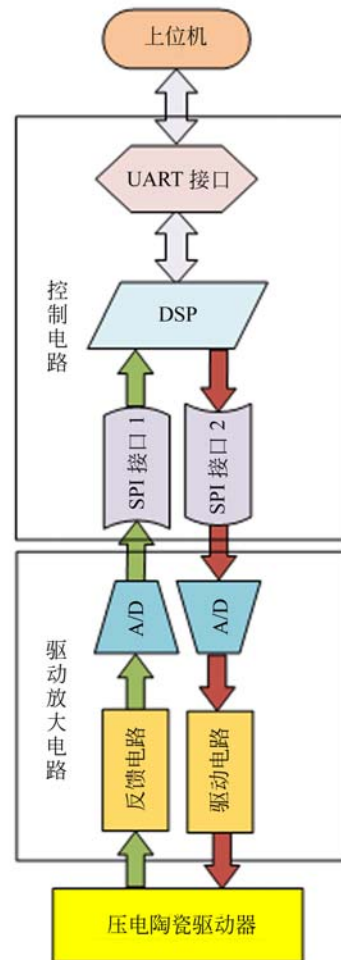 上位机
UART 接口
控制电路
DSP
SPI 接口 1
SPI 接口 2
A/D
A/D
驱动放大电路
反馈电路
驱动电路
压电陶瓷驱动器